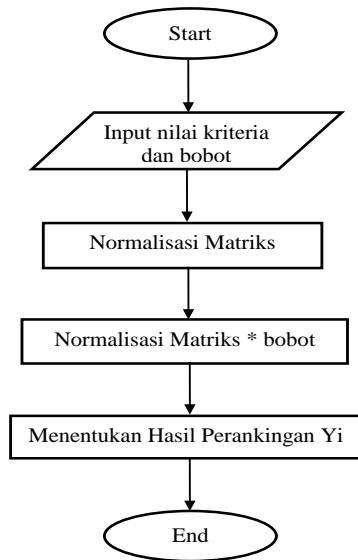 Start
Input nilai kriteria
dan bobot
Normalisasi Matriks
Normalisasi Matriks * bobot
Menentukan Hasil Perankingan Yi
End